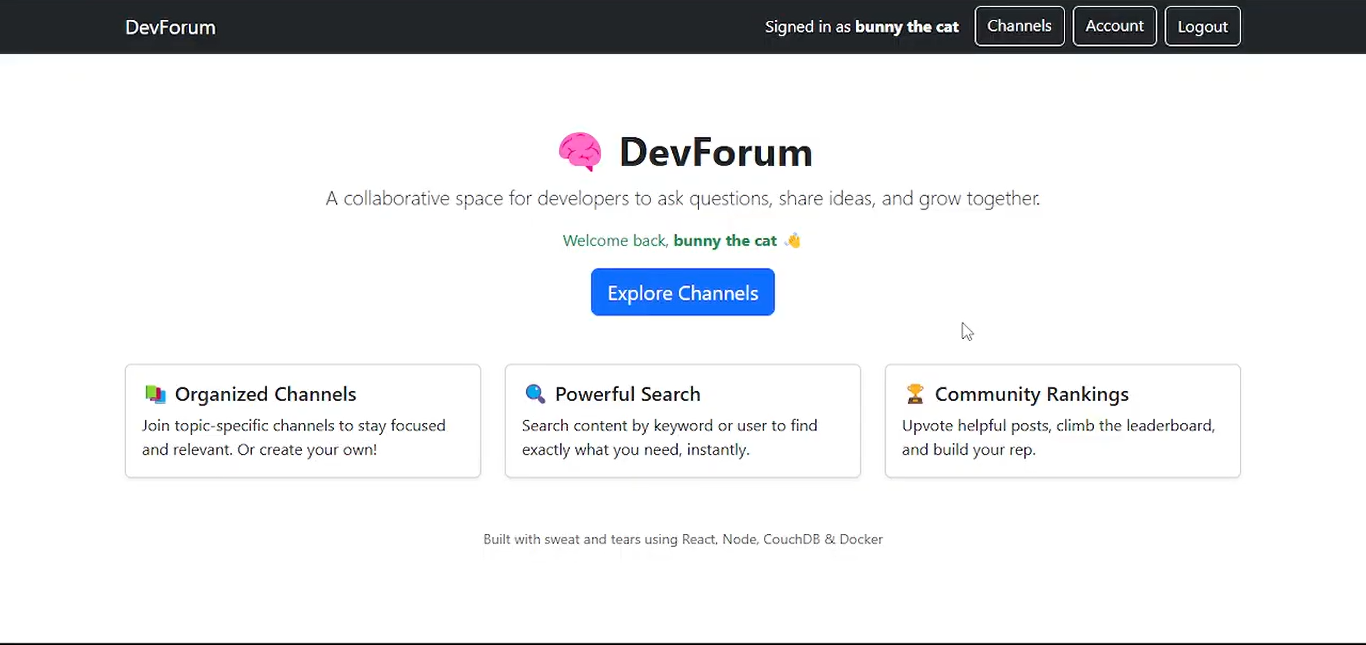 DevForum
Signed in as bunny the cat
Channels
Account
Logout
DevForum
A collaborative space for developers to ask questions, share ideas, and grow together.
Welcome back, bunny the cat 👋
Explore Channels
Organized Channels
Join topic-specific channels to stay focused
and relevant. Or create your own!
Powerful Search
Search content by keyword or user to find
exactly what you need, instantly.
Community Rankings
Upvote helpful posts, climb the leaderboard,
and build your rep.
Built with sweat and tears using React, Node, CouchDB & Docker